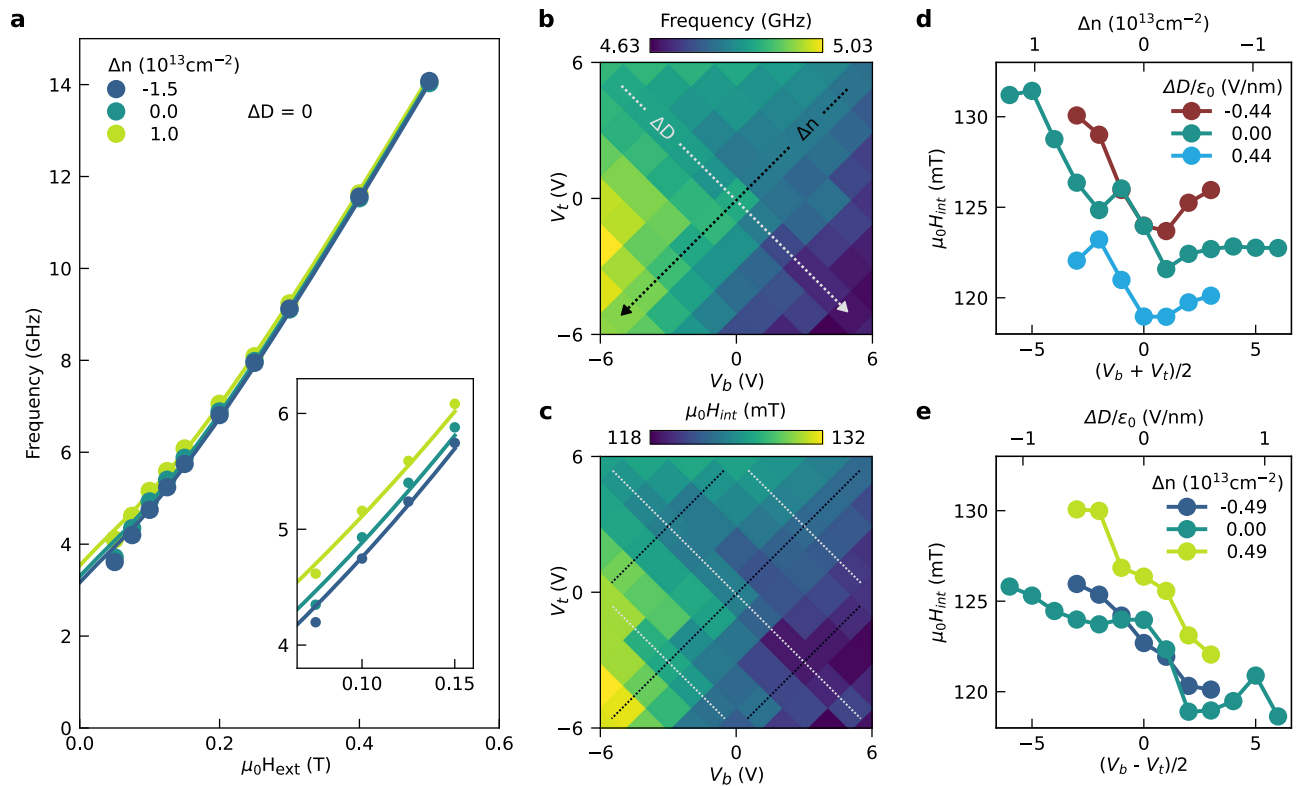 a
Δn (10¹³cm⁻²)
-1.5
0.0
1.0
ΔD = 0
Frequency (GHz)
14
12
10
8
6
4
2
0
0.0
0.2
0.4
0.6
μ₀Hₑₓₜ (T)
6
5
4
0.10
0.15
b
Frequency (GHz)
4.63
5.03
ΔD
Δn
V_t (V)
6
0
−6
−6
0
6
V_b (V)
c
μ₀H_int (mT)
118
132
V_t (V)
6
0
−6
−6
0
6
V_b (V)
d
Δn (10¹³cm⁻²)
1
0
−1
ΔD/ε₀ (V/nm)
-0.44
0.00
0.44
μ₀H_int (mT)
130
125
120
−5
0
5
(V_b + V_t)/2
e
ΔD/ε₀ (V/nm)
−1
0
1
Δn (10¹³cm⁻²)
-0.49
0.00
0.49
μ₀H_int (mT)
130
125
120
−5
0
5
(V_b - V_t)/2